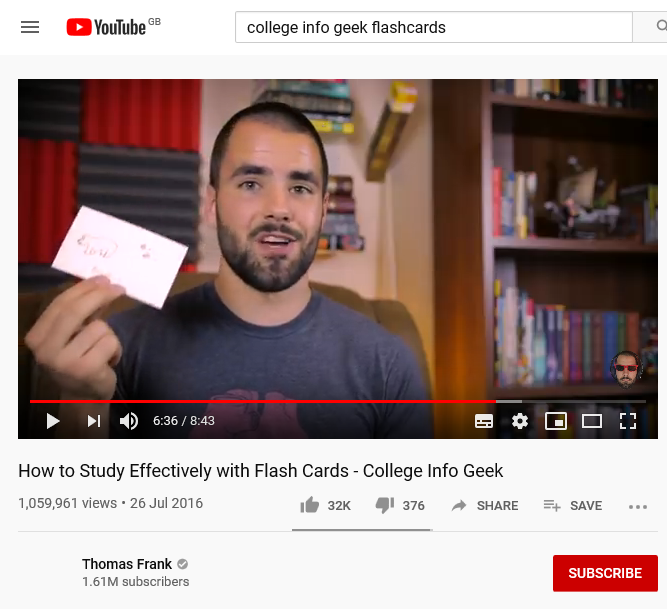 YouTube GB
college info geek flashcards
6:36 / 8:43
How to Study Effectively with Flash Cards - College Info Geek
1,059,961 views • 26 Jul 2016
32K
376
SHARE
SAVE
Thomas Frank
1.61M subscribers
SUBSCRIBE